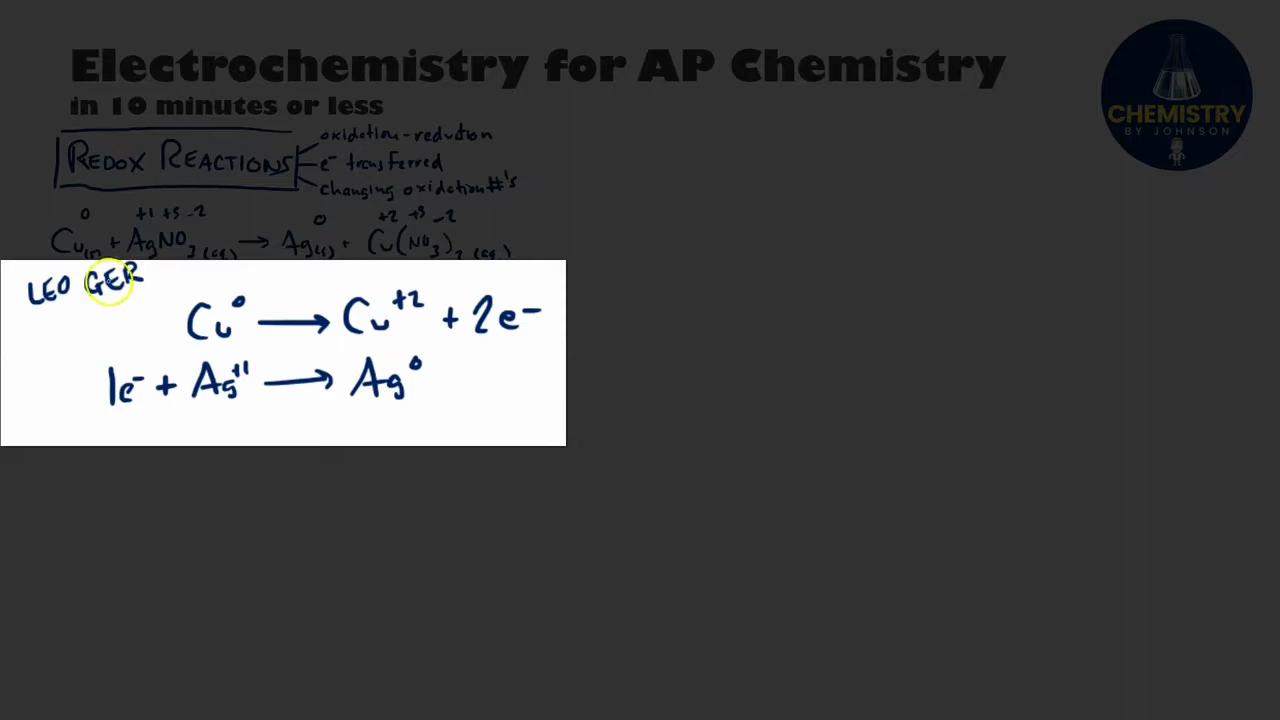 Electrochemistry for AP Chemistry
in 10 minutes or less
CHEMISTRY
BY JOHNSON
REDOX REACTIONS
oxidation-redution
e⁻ transferred
changing oxidation #'s
0 +1 +5 -2 0 +2 +5 -2
Cu(s) + AgNO₃(aq) → Ag(s) + Cu(NO₃)₂(aq)
LEO GER
Cu⁰ → Cu⁺² + 2e⁻
1e⁻ + Ag⁺¹ → Ag⁰